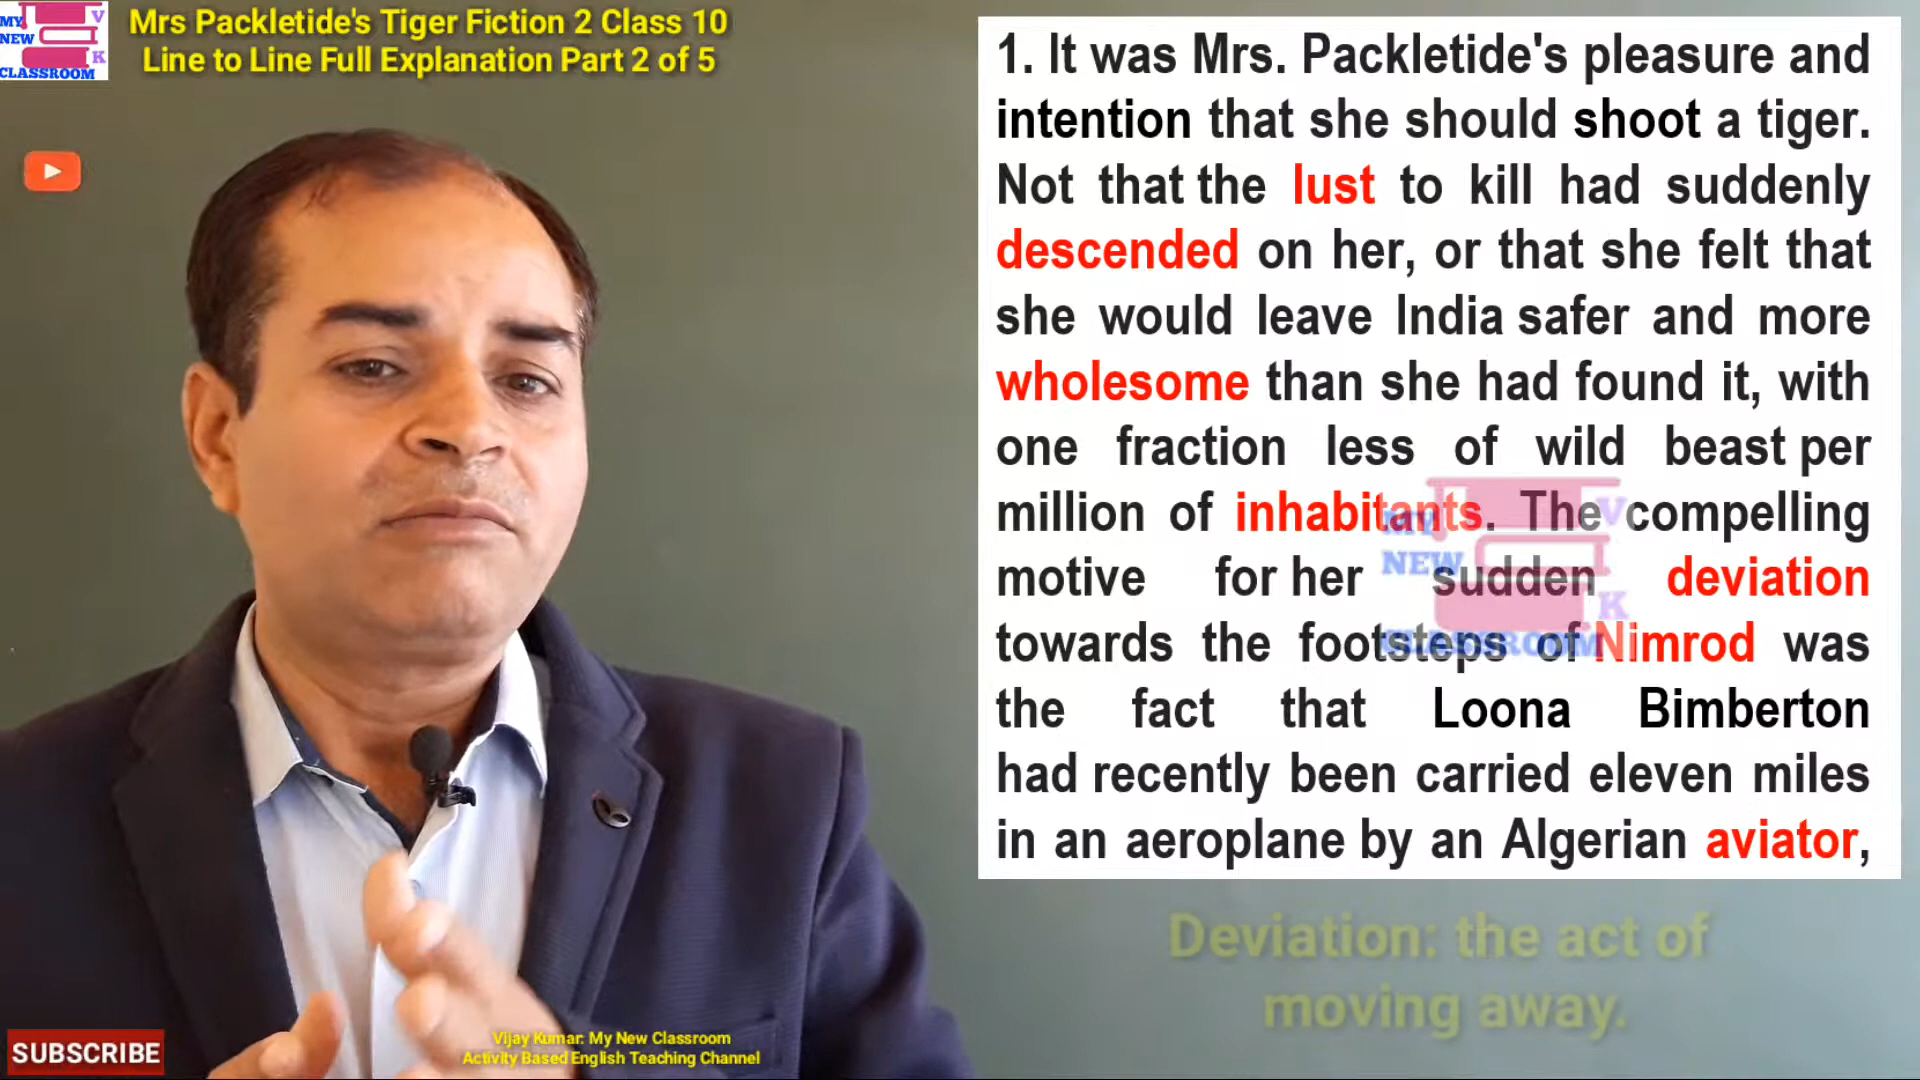 MY
NEW
CLASSROOM
V
K
Mrs Packletide's Tiger Fiction 2 Class 10
Line to Line Full Explanation Part 2 of 5
1. It was Mrs. Packletide's pleasure and
intention that she should shoot a tiger.
Not that the lust to kill had suddenly
descended on her, or that she felt that
she would leave India safer and more
wholesome than she had found it, with
one fraction less of wild beast per
million of inhabitants. The compelling
motive for her sudden deviation
towards the footsteps of Nimrod was
the fact that Loona Bimberton
had recently been carried eleven miles
in an aeroplane by an Algerian aviator,
MY
NEW
CLASSROOM
V
K
Deviation: the act of
moving away.
SUBSCRIBE
Vijay Kumar: My New Classroom
Activity Based English Teaching Channel